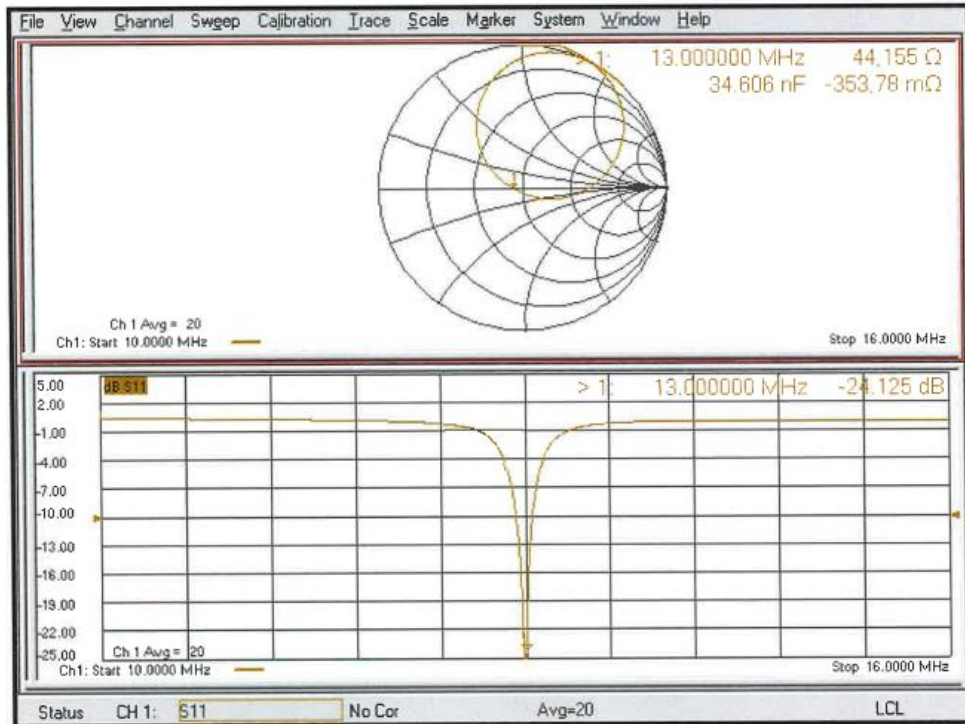 File View Channel Sweep Calibration Trace Scale Marker System Window Help
> 1: 13.000000 MHz 44,155 Ω
34.606 nF -353,78 mΩ
Ch 1 Avg = 20
Ch1: Start 10.0000 MHz
Stop 16.0000 MHz
5.00
dB S11
> 1: 13.000000 MHz -24,125 dB
2.00
-1.00
-4.00
-7.00
-10.00
-13.00
-16.00
-19.00
-22.00
-25.00
Ch 1 Avg = 20
Ch1: Start 10.0000 MHz
Stop 16.0000 MHz
Status CH 1: S11 No Cor Avg=20 LCL